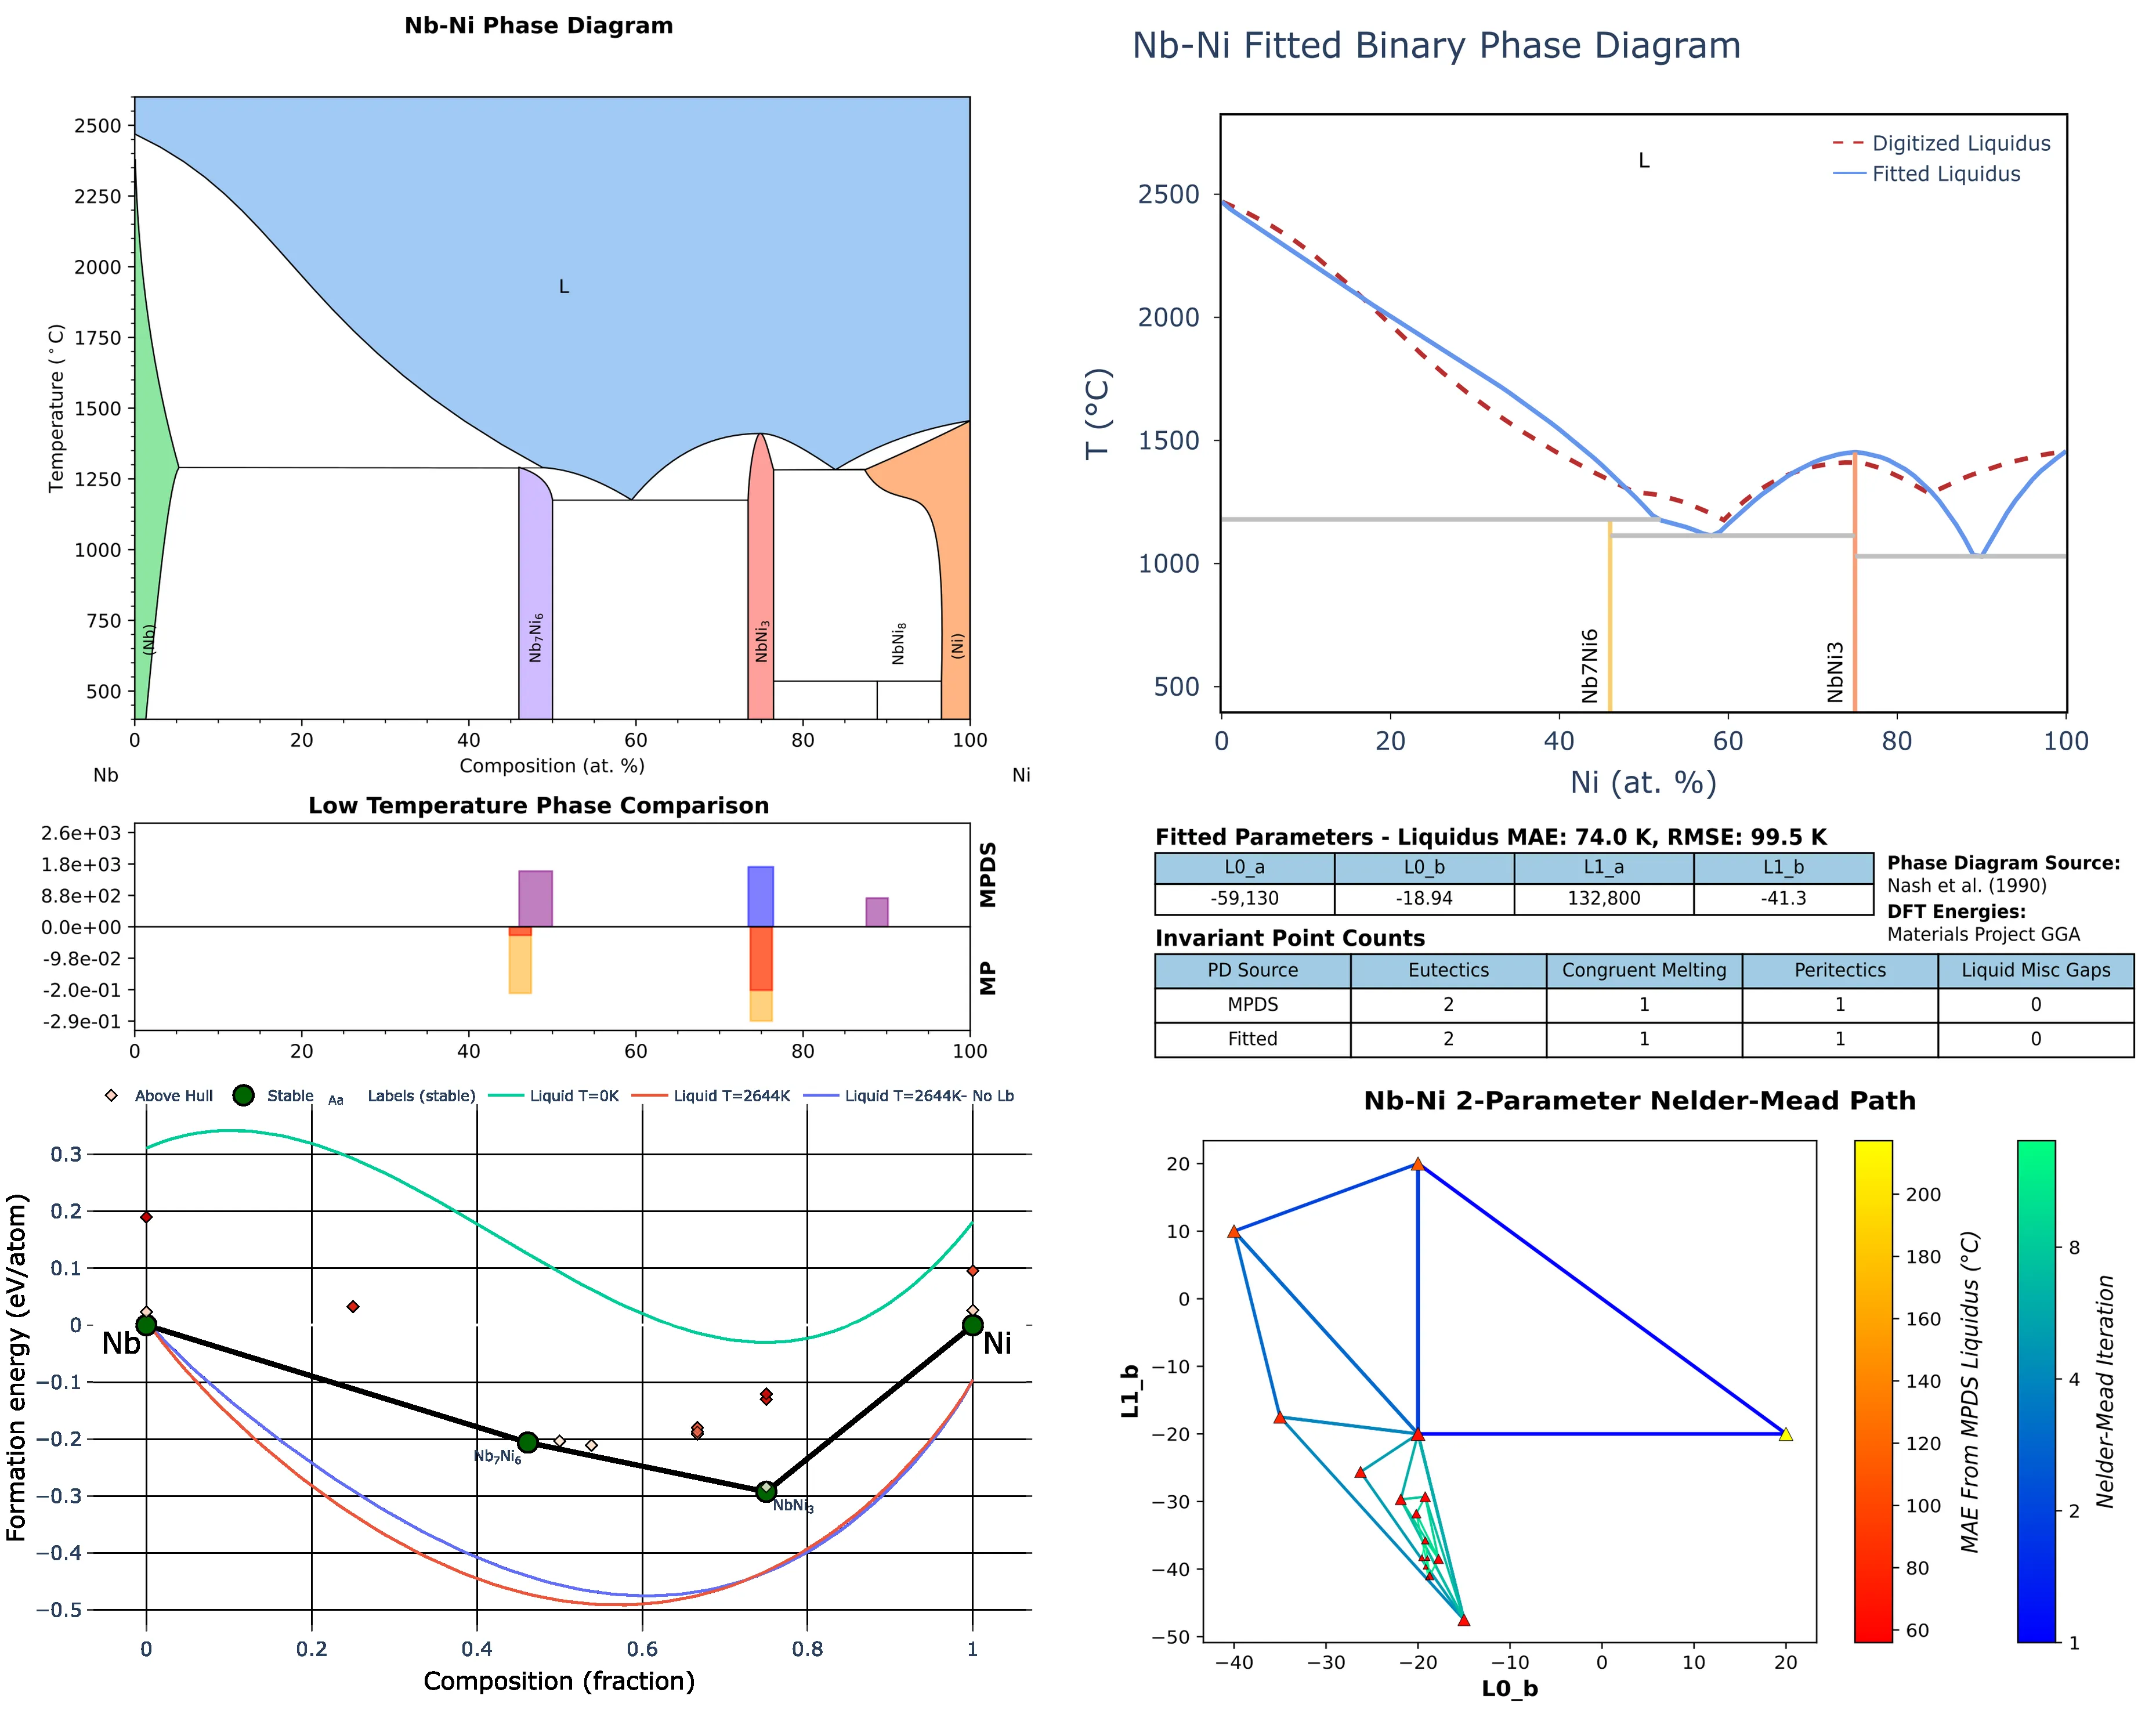 Nb-Ni Phase Diagram
2500
2250
2000
1750
1500
1250
1000
750
500
Temperature (°C)
L
(Nb)
Nb₇Ni₆
NbNi₃
NbNi₈
(Ni)
0 20 40 60 80 100
Composition (at. %)
Nb Ni
Nb-Ni Fitted Binary Phase Diagram
L
Digitized Liquidus
Fitted Liquidus
2500
2000
1500
1000
500
T (°C)
Nb7Ni6
NbNi3
0 20 40 60 80 100
Ni (at. %)
Low Temperature Phase Comparison
2.6e+03
1.8e+03
8.8e+02
0.0e+00
-9.8e-02
-2.0e-01
-2.9e-01
MPDS
MP
0 20 40 60 80 100
Fitted Parameters - Liquidus MAE: 74.0 K, RMSE: 99.5 K
L0_a L0_b L1_a L1_b
-59,130 -18.94 132,800 -41.3
Phase Diagram Source:
Nash et al. (1990)
DFT Energies:
Materials Project GGA
Invariant Point Counts
PD Source Eutectics Congruent Melting Peritectics Liquid Misc Gaps
MPDS 2 1 1 0
Fitted 2 1 1 0
Above Hull Stable Aa Labels (stable) Liquid T=0K Liquid T=2644K Liquid T=2644K- No Lb
0.3
0.2
0.1
0
−0.1
−0.2
−0.3
−0.4
−0.5
Formation energy (eV/atom)
Nb
Ni
Nb₇Ni₆
NbNi₃
0 0.2 0.4 0.6 0.8 1
Composition (fraction)
Nb-Ni 2-Parameter Nelder-Mead Path
20
10
0
−10
−20
−30
−40
−50
L1_b
−40 −30 −20 −10 0 10 20
L0_b
200
180
160
140
120
100
80
60
MAE From MPDS Liquidus (°C)
8
4
2
1
Nelder-Mead Iteration